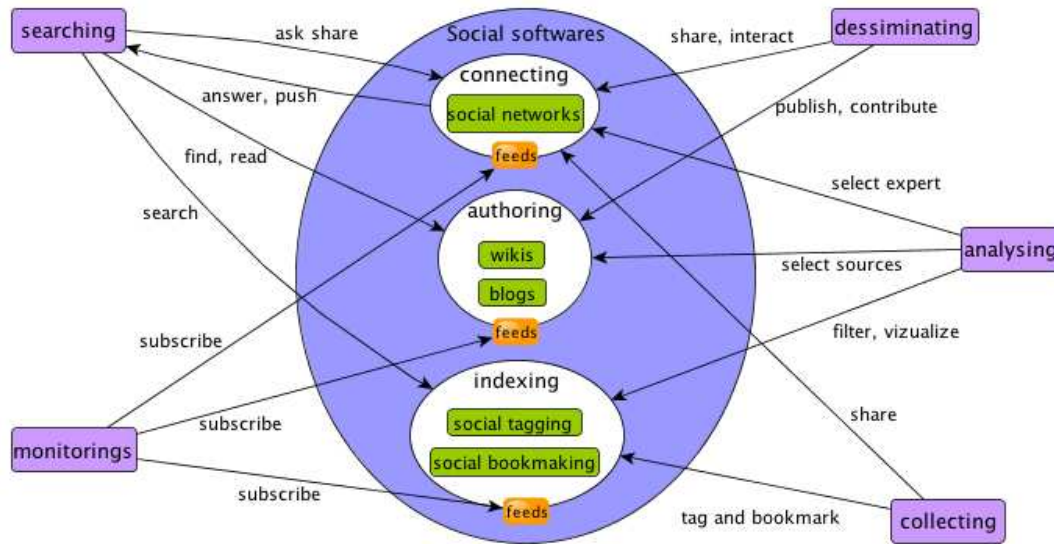 searching
ask share
Social softwares
share, interact
dessiminating
connecting
answer, push
social networks
publish, contribute
feeds
find, read
select expert
search
authoring
wikis
analysing
select sources
blogs
feeds
subscribe
filter, vizualize
indexing
share
subscribe
social tagging
monitorings
social bookmaking
subscribe
feeds
tag and bookmark
collecting